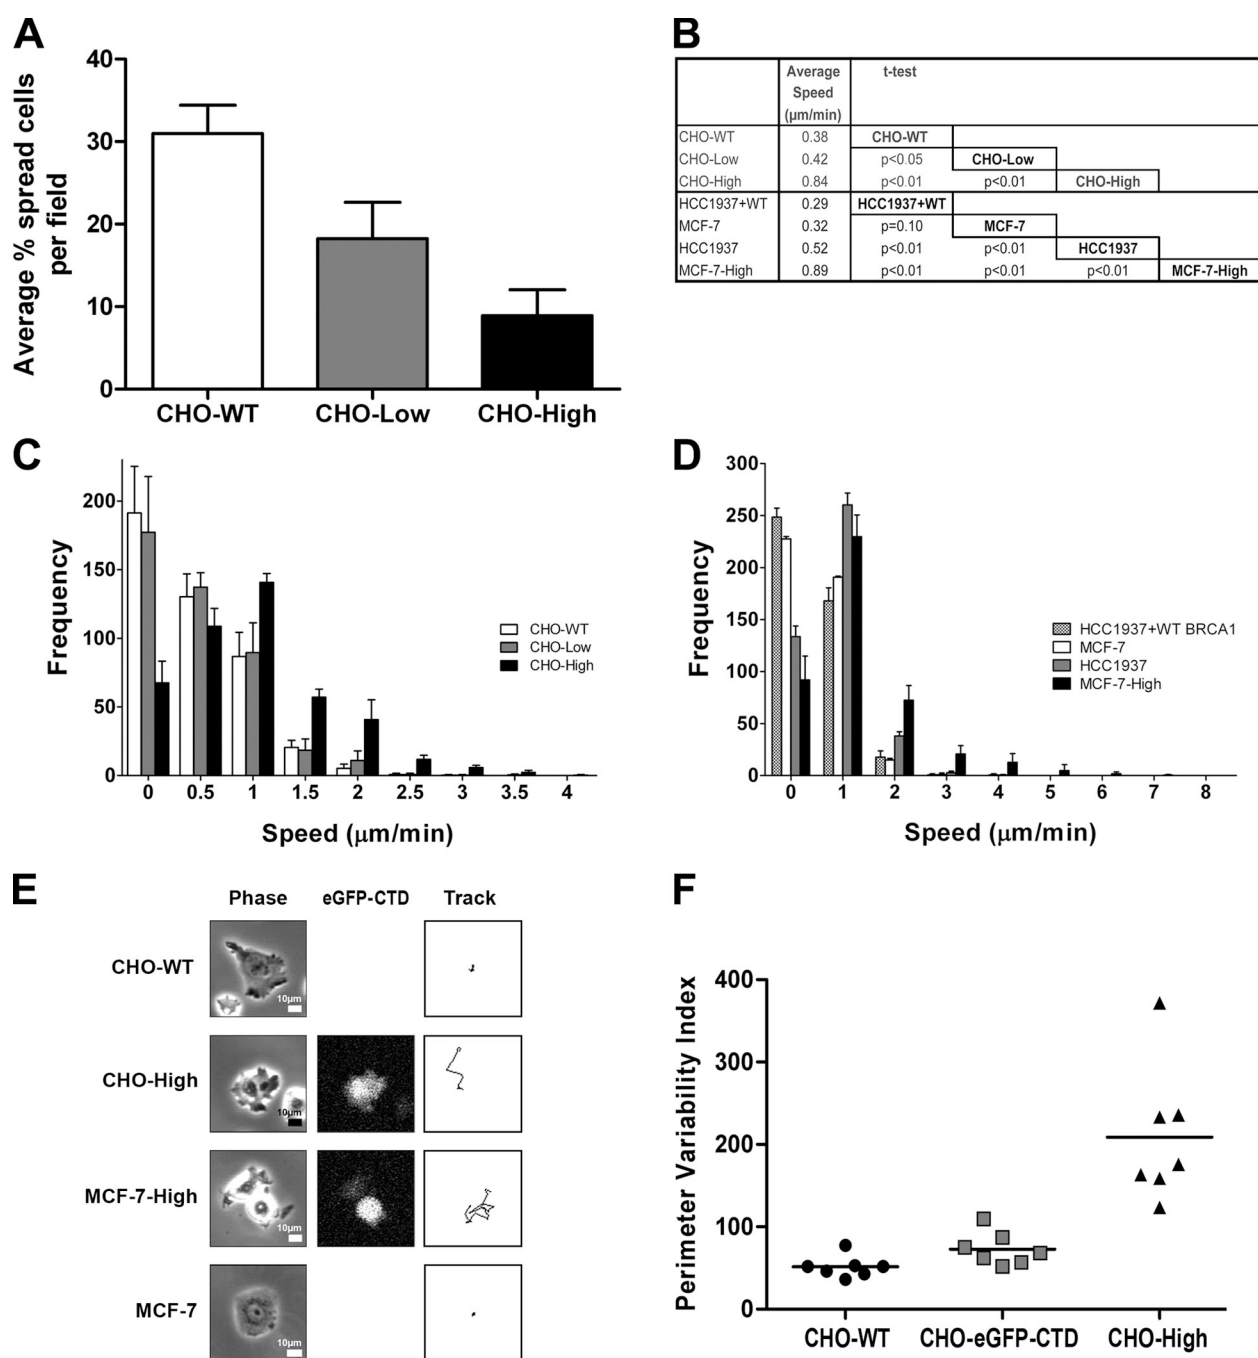 A
Average % spread cells
per field
40
30
20
10
0
CHO-WT CHO-Low CHO-High
B
Average
Speed
(µm/min) t-test
CHO-WT 0.38 CHO-WT
CHO-Low 0.42 p<0.05 CHO-Low
CHO-High 0.84 p<0.01 p<0.01 CHO-High
HCC1937+WT 0.29 HCC1937+WT
MCF-7 0.32 p=0.10 MCF-7
HCC1937 0.52 p<0.01 p<0.01 HCC1937
MCF-7-High 0.89 p<0.01 p<0.01 p<0.01 MCF-7-High
C
Frequency
200
150
100
50
0
CHO-WT
CHO-Low
CHO-High
0 0.5 1 1.5 2 2.5 3 3.5 4
Speed (µm/min)
D
Frequency
300
250
200
150
100
50
0
HCC1937+WT BRCA1
MCF-7
HCC1937
MCF-7-High
0 1 2 3 4 5 6 7 8
Speed (µm/min)
E
Phase eGFP-CTD Track
CHO-WT
10µm
CHO-High
10µm
MCF-7-High
10µm
MCF-7
10µm
F
Perimeter Variability Index
400
300
200
100
0
CHO-WT CHO-eGFP-CTD CHO-High